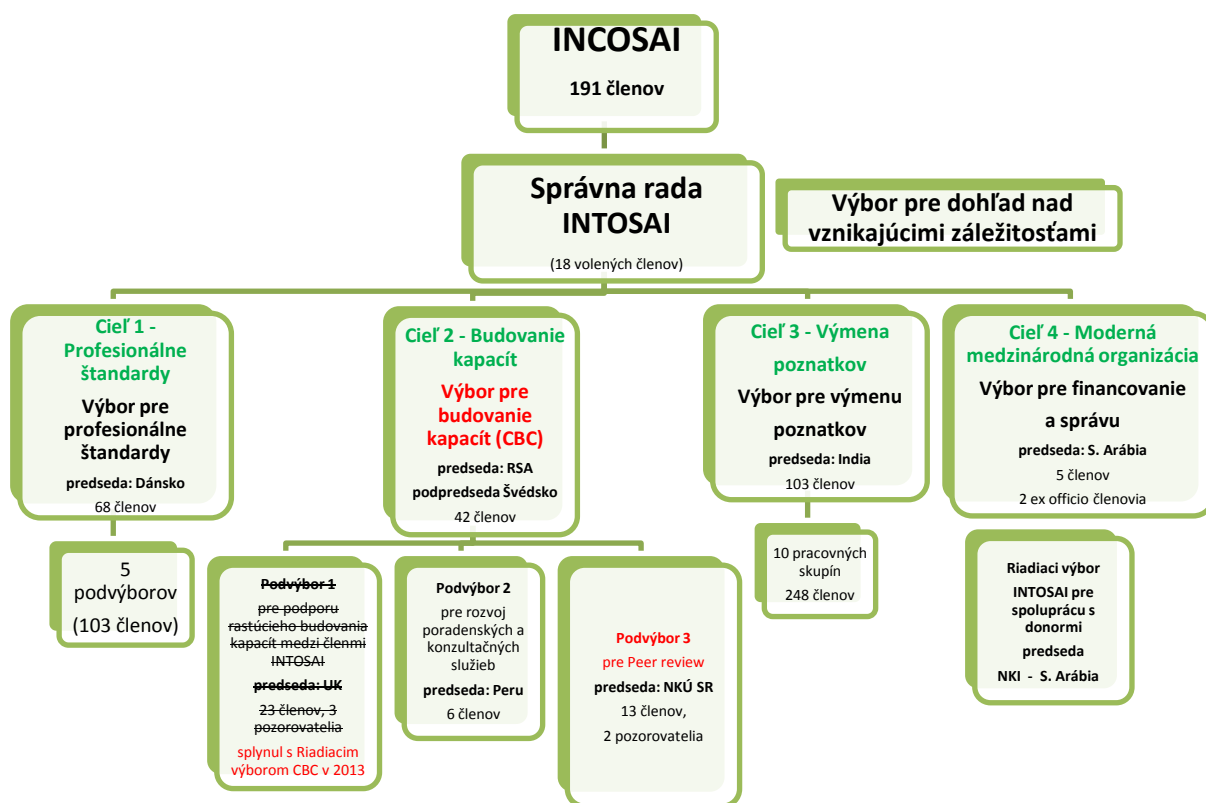 INCOSAI
191 členov
Správna rada
INTOSAI
(18 volených členov)
Výbor pre dohľad nad
vznikajúcimi záležitosťami
Cieľ 1 -
Profesionálne
štandardy
Výbor pre
profesionálne
štandardy
predseda: Dánsko
68 členov
Cieľ 2 - Budovanie
kapacít
Výbor pre
budovanie
kapacít (CBC)
predseda: RSA
podpredseda Švédsko
42 členov
Cieľ 3 - Výmena
poznatkov
Výbor pre výmenu
poznatkov
predseda: India
103 členov
Cieľ 4 - Moderná
medzinárodná organizácia
Výbor pre financovanie
a správu
predseda: S. Arábia
5 členov
2 ex officio členovia
5
podvýborov
(103 členov)
Podvýbor 1
pre podporu
rastúcieho budovania
kapacít medzi členmi
INTOSAI
predseda: UK
23 členov, 3
pozorovatelia
splynul s Riadiacim
výborom CBC v 2013
Podvýbor 2
pre rozvoj
poradenských a
konzultačných
služieb
predseda: Peru
6 členov
Podvýbor 3
pre Peer review
predseda: NKÚ SR
13 členov,
2 pozorovatelia
10 pracovných
skupín
248 členov
Riadiaci výbor
INTOSAI pre
spoluprácu s
donormi
predseda
NKI - S. Arábia